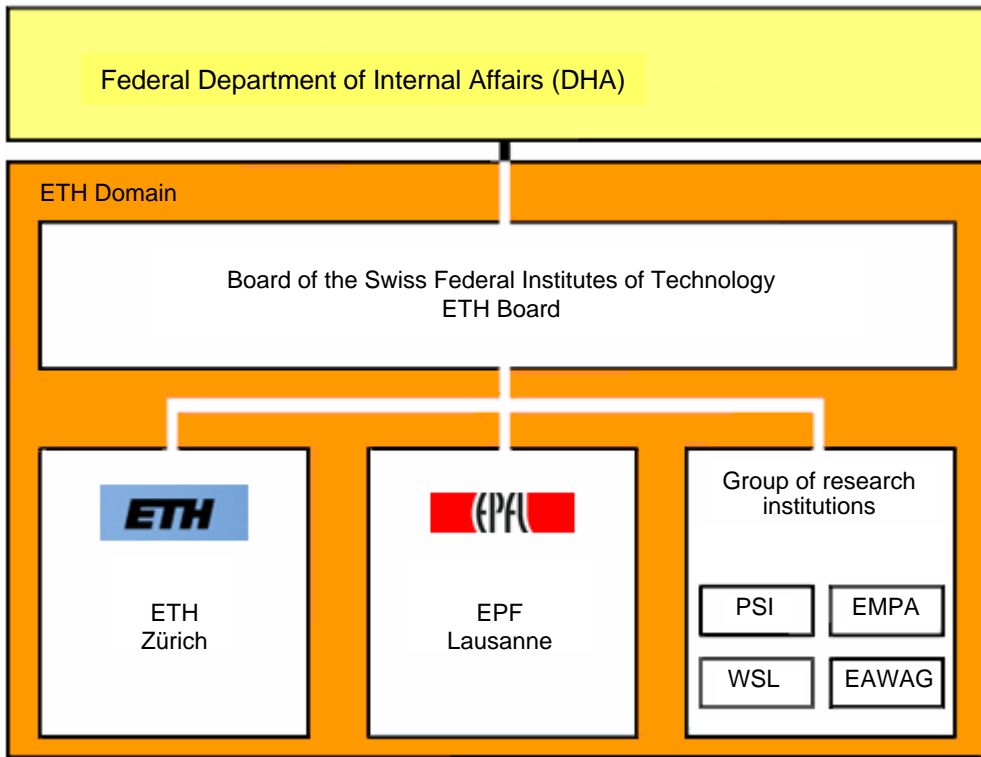 Federal Department of Internal Affairs (DHA)
ETH Domain
Board of the Swiss Federal Institutes of Technology
ETH Board
ETH
ETH
Zürich
EPFL
EPF
Lausanne
Group of research
institutions
PSI
EMPA
WSL
EAWAG